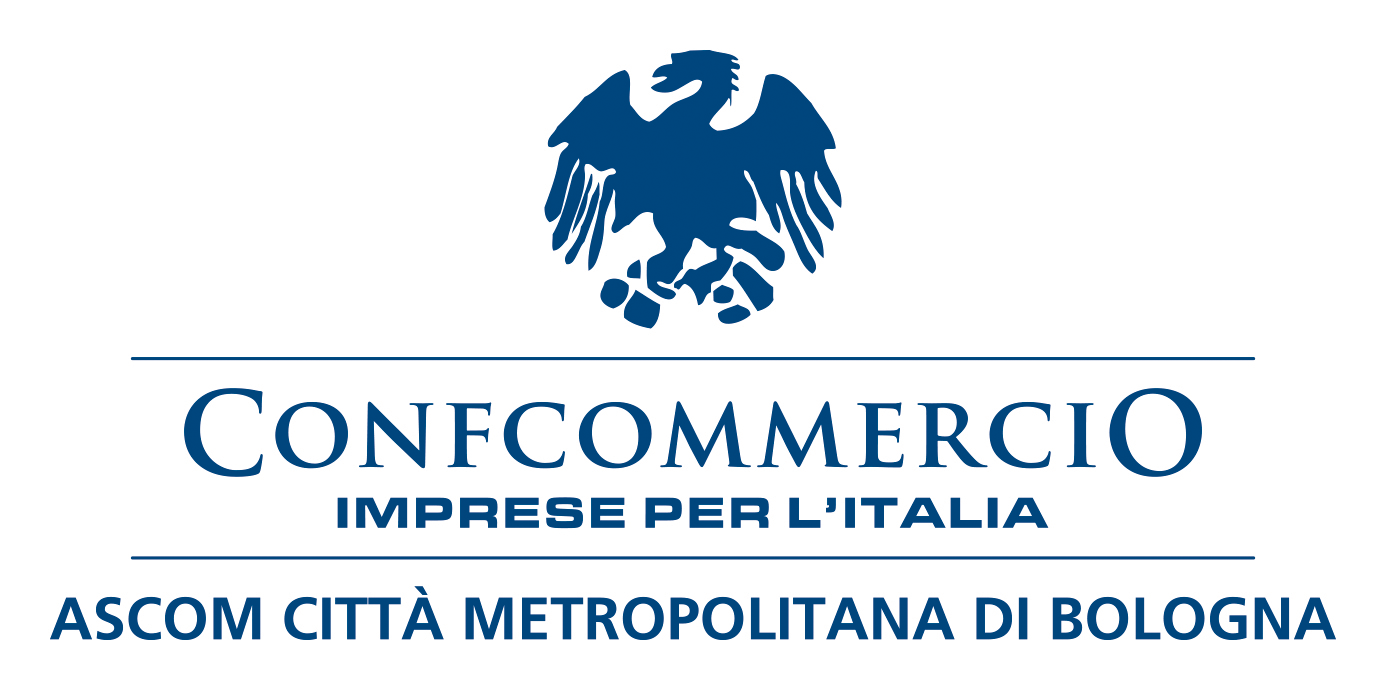 CONFCOMMERCIO
IMPRESE PER L'ITALIA
ASCOM CITTÀ METROPOLITANA DI BOLOGNA